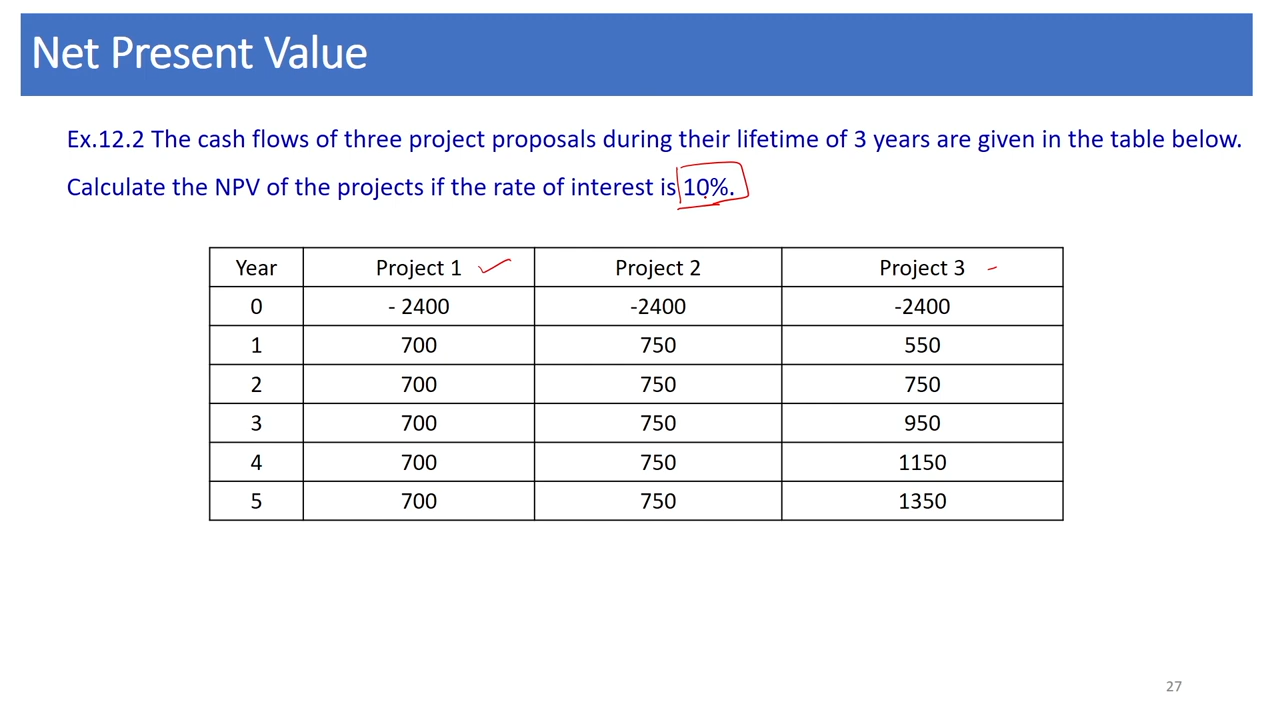 Net Present Value
Ex.12.2 The cash flows of three project proposals during their lifetime of 3 years are given in the table below.
Calculate the NPV of the projects if the rate of interest is 10%.
Year Project 1 Project 2 Project 3
0 - 2400 -2400 -2400
1 700 750 550
2 700 750 750
3 700 750 950
4 700 750 1150
5 700 750 1350
27